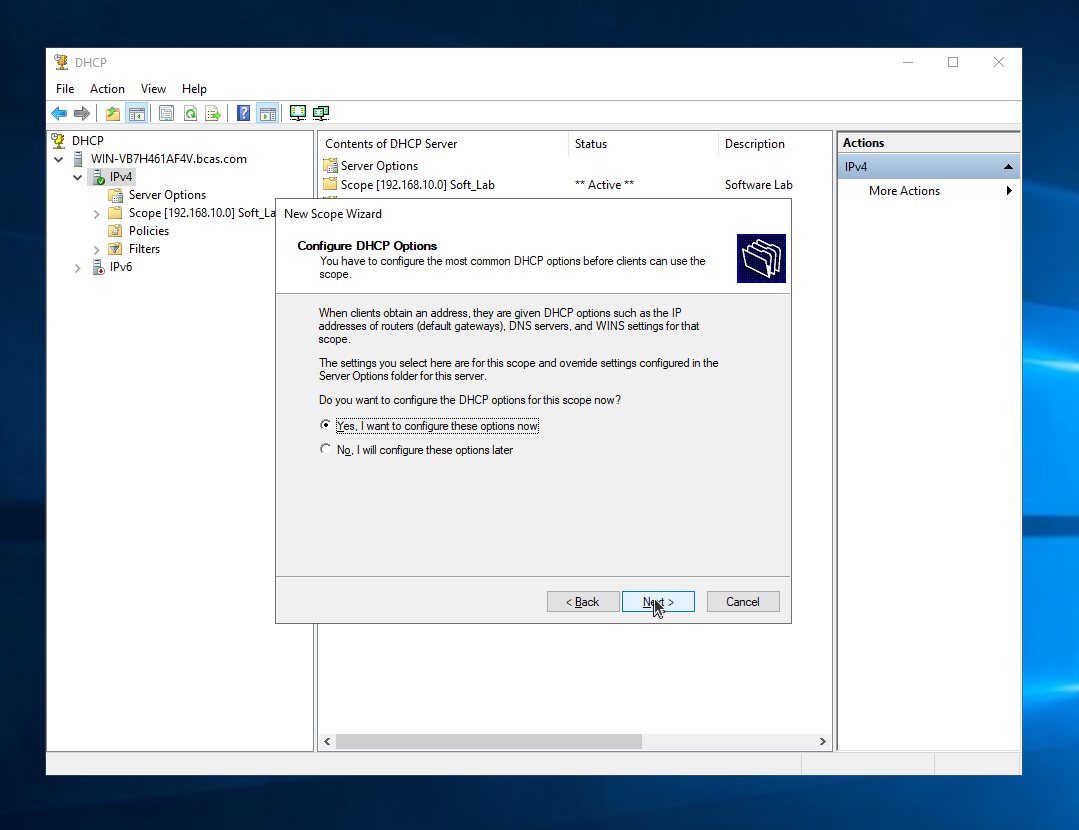 DHCP
File Action View Help
DHCP
WIN-VB7H461AF4V.bcas.com
IPv4
Server Options
Scope [192.168.10.0] Soft_La
Policies
Filters
IPv6
Contents of DHCP Server Status Description
Server Options
Scope [192.168.10.0] Soft_Lab ** Active ** Software Lab
Actions
IPv4
More Actions
New Scope Wizard
Configure DHCP Options
You have to configure the most common DHCP options before clients can use the
scope.
When clients obtain an address, they are given DHCP options such as the IP
addresses of routers (default gateways), DNS servers, and WINS settings for that
scope.
The settings you select here are for this scope and override settings configured in the
Server Options folder for this server.
Do you want to configure the DHCP options for this scope now?
Yes, I want to configure these options now
No, I will configure these options later
< Back Next > Cancel